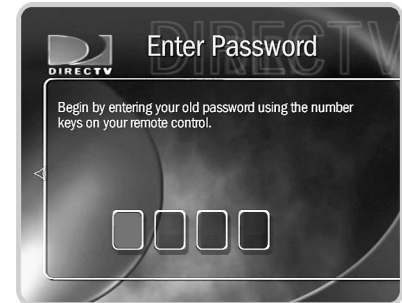 DIRECTV
Enter Password
DIRECTV
Begin by entering your old password using the number
keys on your remote control.